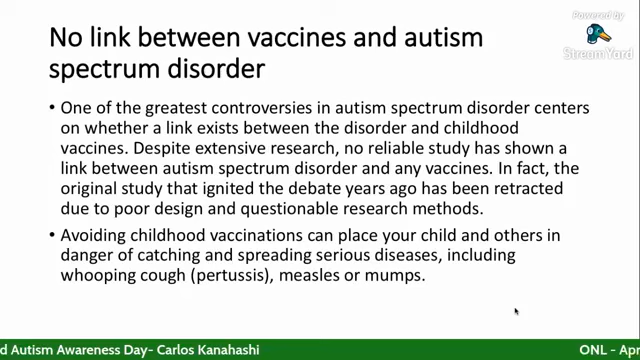 Powered by
StreamYard
No link between vaccines and autism
spectrum disorder
• One of the greatest controversies in autism spectrum disorder centers
on whether a link exists between the disorder and childhood
vaccines. Despite extensive research, no reliable study has shown a
link between autism spectrum disorder and any vaccines. In fact, the
original study that ignited the debate years ago has been retracted
due to poor design and questionable research methods.
• Avoiding childhood vaccinations can place your child and others in
danger of catching and spreading serious diseases, including
whooping cough (pertussis), measles or mumps.
d Autism Awareness Day- Carlos Kanahashi
ONL - Apr